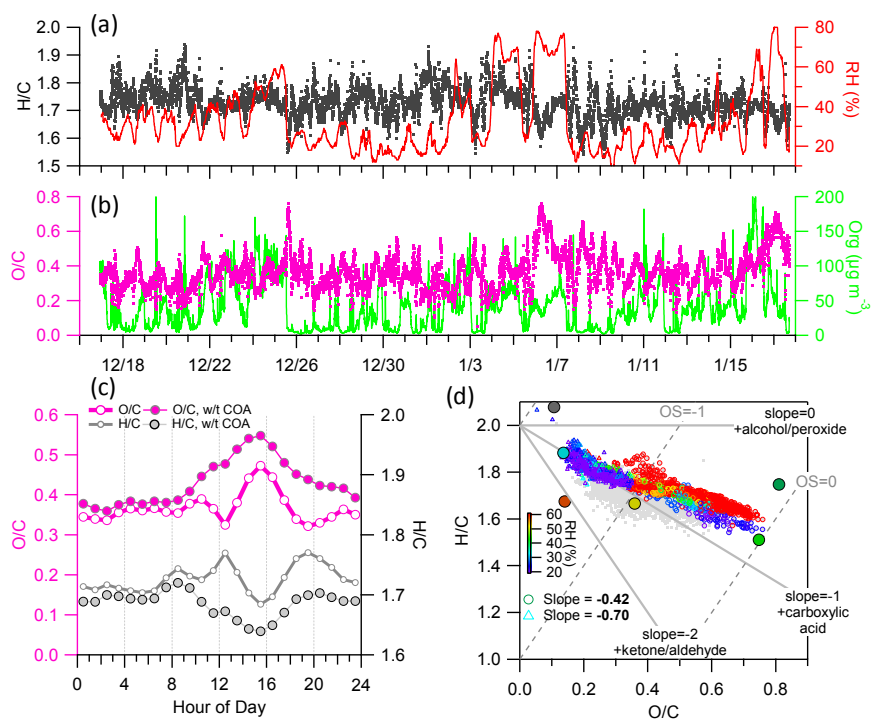 (a)
2.0
1.9
1.8
1.7
1.6
1.5
H/C
80
60
40
20
RH (%)
(b)
0.8
0.6
0.4
0.2
0.0
O/C
200
150
100
50
0
Org (µg m⁻³)
12/18 12/22 12/26 12/30 1/3 1/7 1/11 1/15
(c)
O/C O/C, w/t COA
H/C H/C, w/t COA
0.6
0.5
0.4
0.3
0.2
0.1
0.0
O/C
2.0
1.9
1.8
1.7
1.6
H/C
0 4 8 12 16 20 24
Hour of Day
(d)
2.2
2.0
1.8
1.6
1.4
1.2
1.0
H/C
OS=-1
slope=0
+alcohol/peroxide
OS=0
60
50
40
30
20
RH (%)
Slope = -0.42
Slope = -0.70
slope=-1
+carboxylic
acid
slope=-2
+ketone/aldehyde
0.0 0.2 0.4 0.6 0.8
O/C